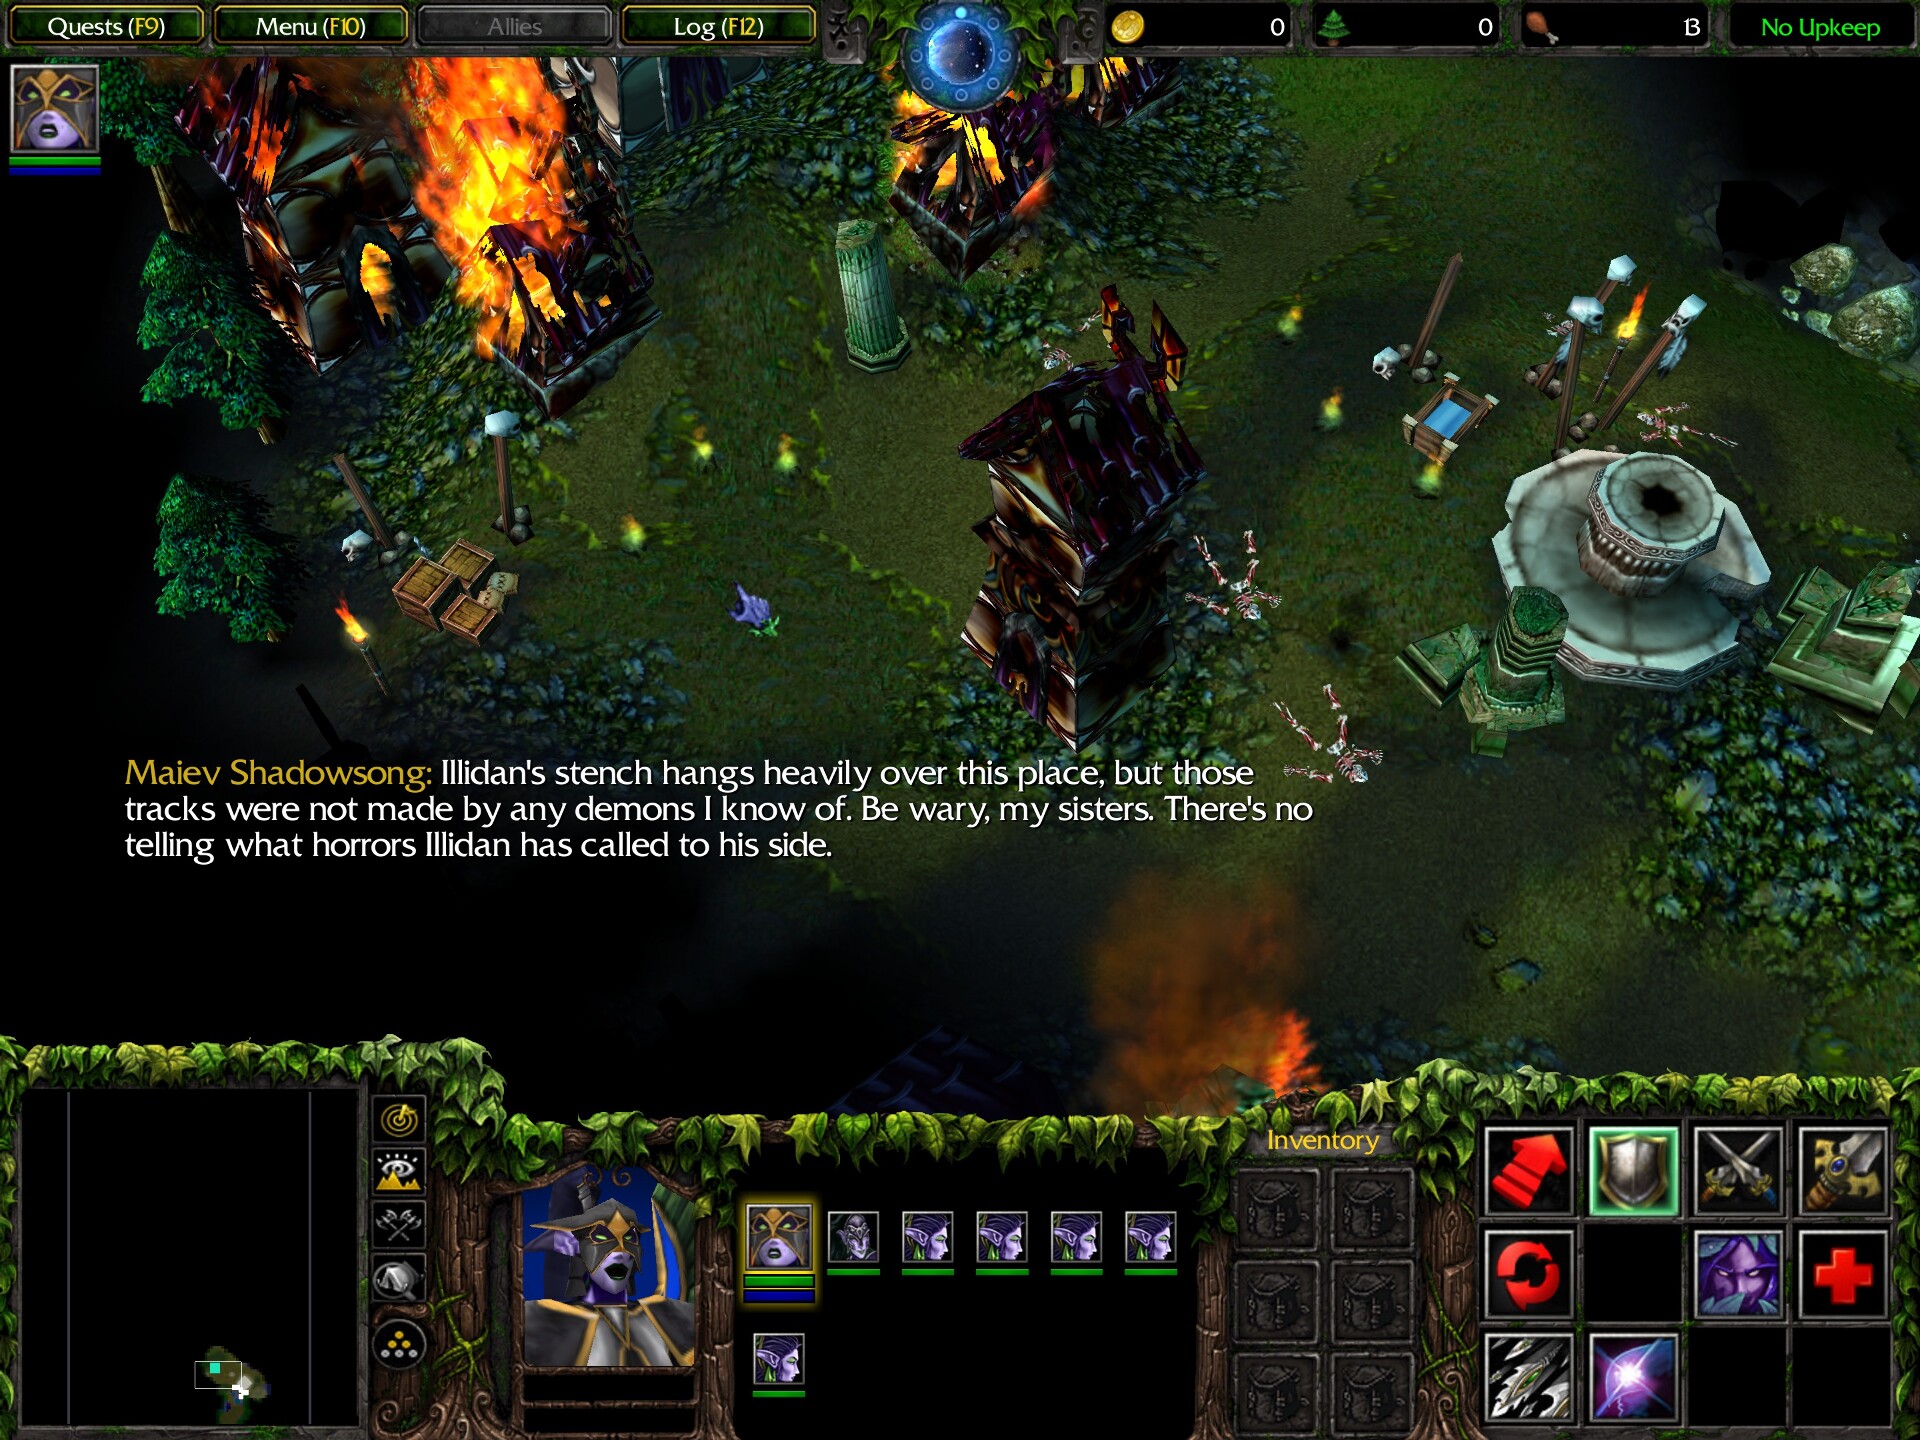 Quests (F9) Menu (F10) Allies Log (F12) 0 0 13 No Upkeep
Maiev Shadowsong: Illidan's stench hangs heavily over this place, but those
tracks were not made by any demons I know of. Be wary, my sisters. There's no
telling what horrors Illidan has called to his side.
Inventory